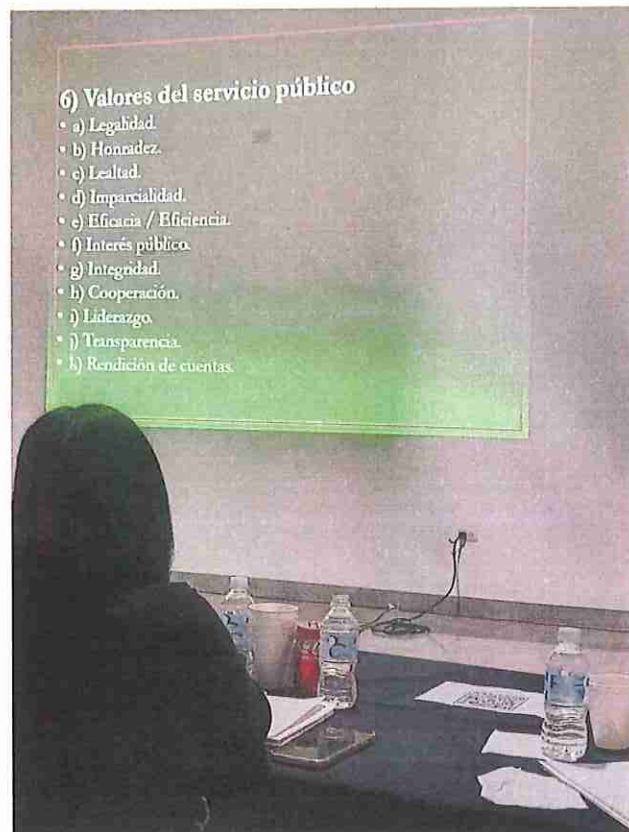 6) Valores del servicio público
• a) Legalidad.
• b) Honradez.
• c) Lealtad.
• d) Imparcialidad.
• e) Eficacia / Eficiencia.
• f) Interés público.
• g) Integridad.
• h) Cooperación.
• i) Liderazgo.
• j) Transparencia.
• k) Rendición de cuentas.